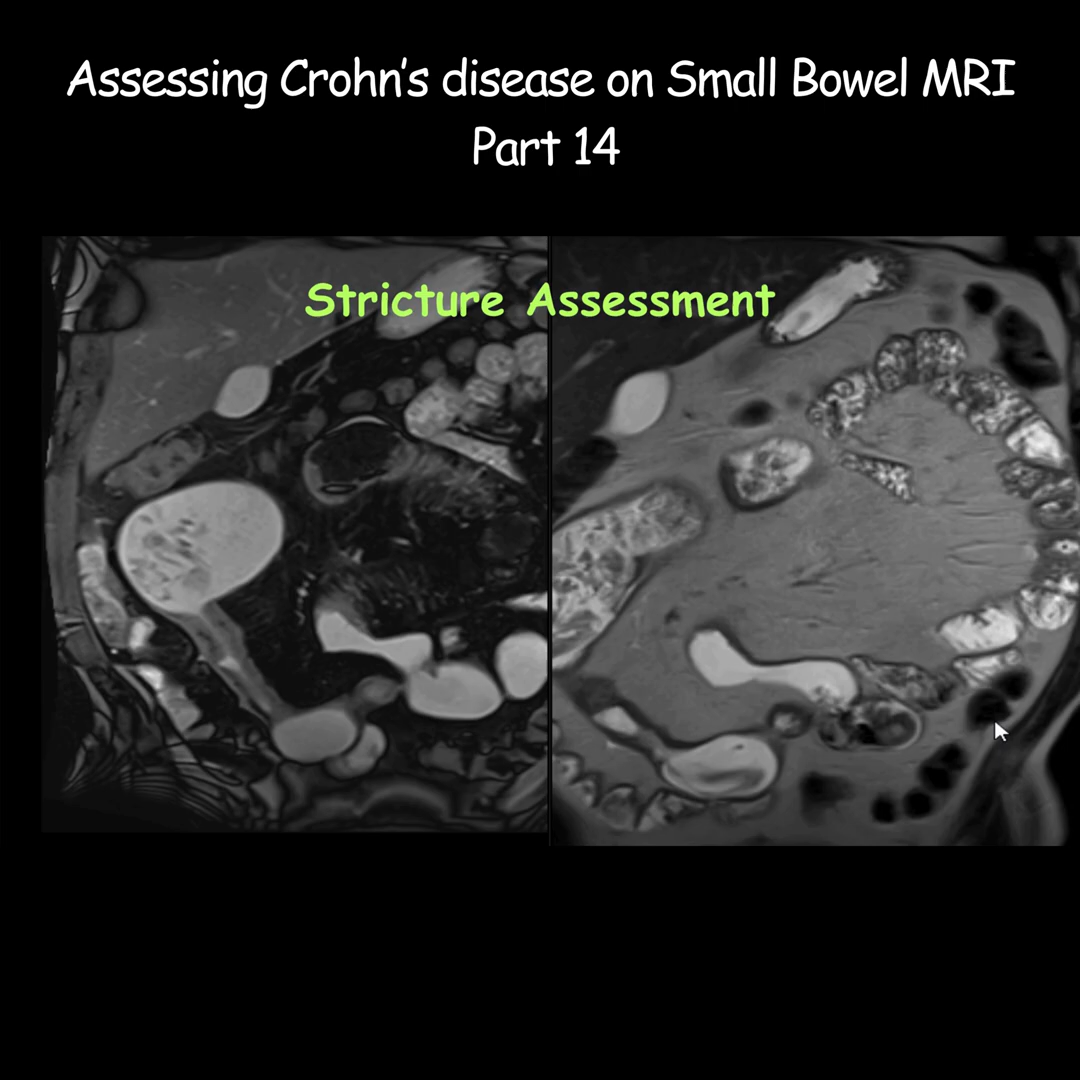 Assessing Crohn's disease on Small Bowel MRI
Part 14
Stricture Assessment